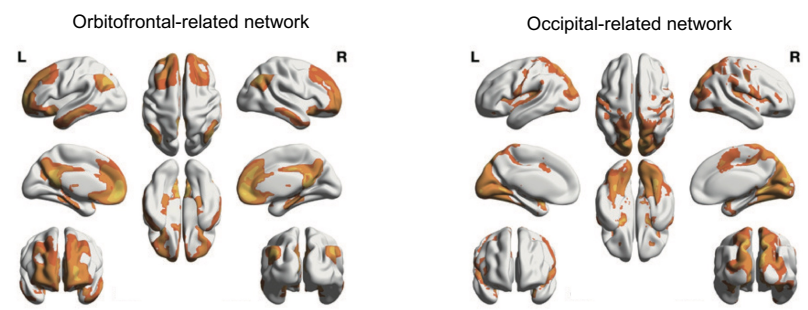 Orbitofrontal-related network
Occipital-related network
L
R
L
R